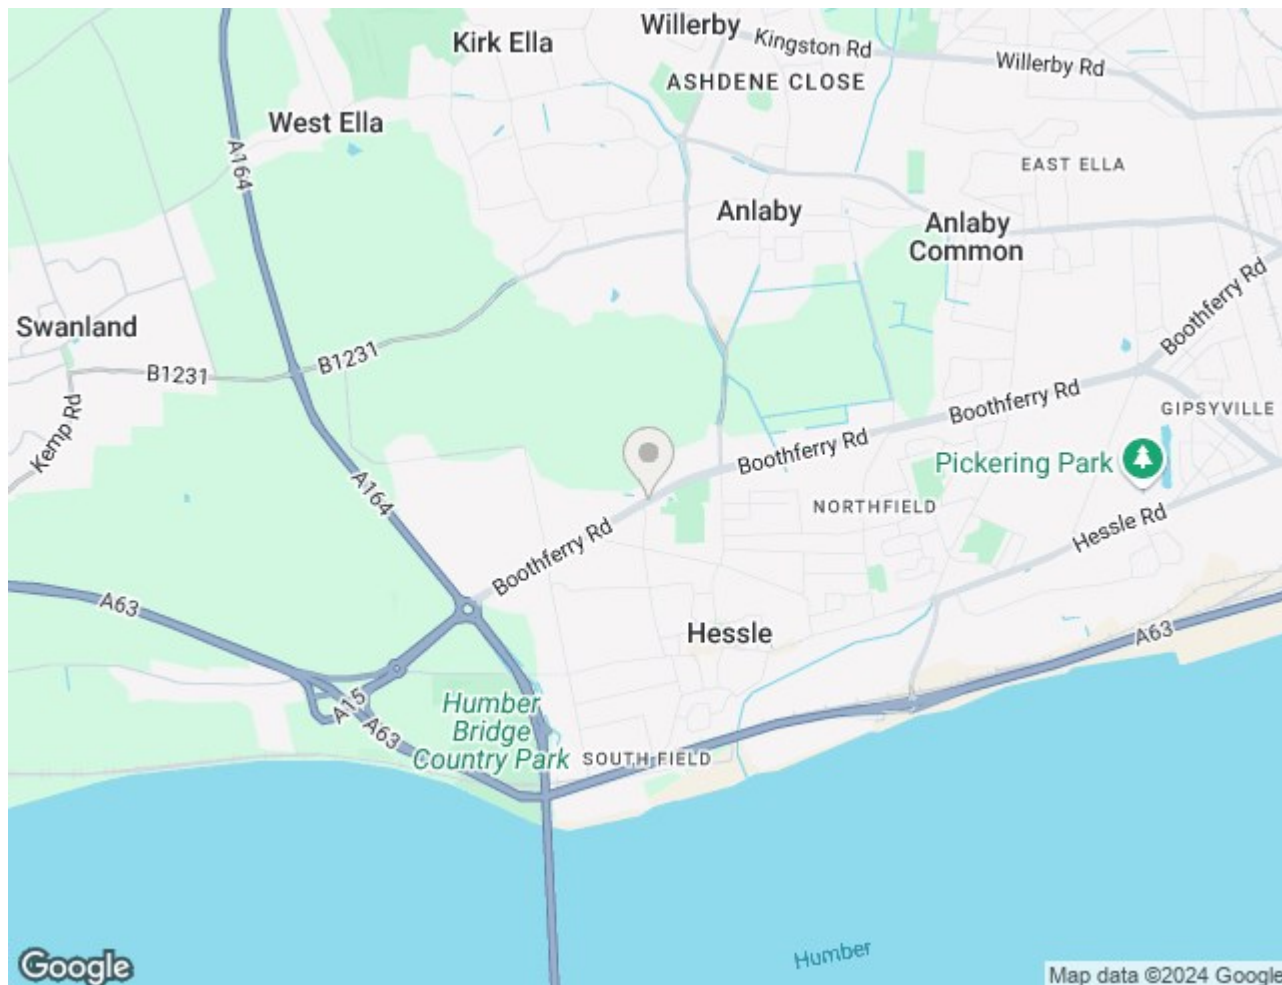 Willerby
Kirk Ella
Kingston Rd
Willerby Rd
ASHDENE CLOSE
West Ella
A164
EAST ELLA
Anlaby
Anlaby
Common
Boothferry Rd
Swanland
B1231
B1231
Kemp Rd
Boothferry Rd
GIPSYVILLE
Boothferry Rd
Pickering Park
A164
NORTHFIELD
Hessle Rd
Boothferry Rd
A63
Hessle
A63
A15
A63
Humber
Bridge
Country Park
SOUTH FIELD
Humber
Google
Map data ©2024 Google